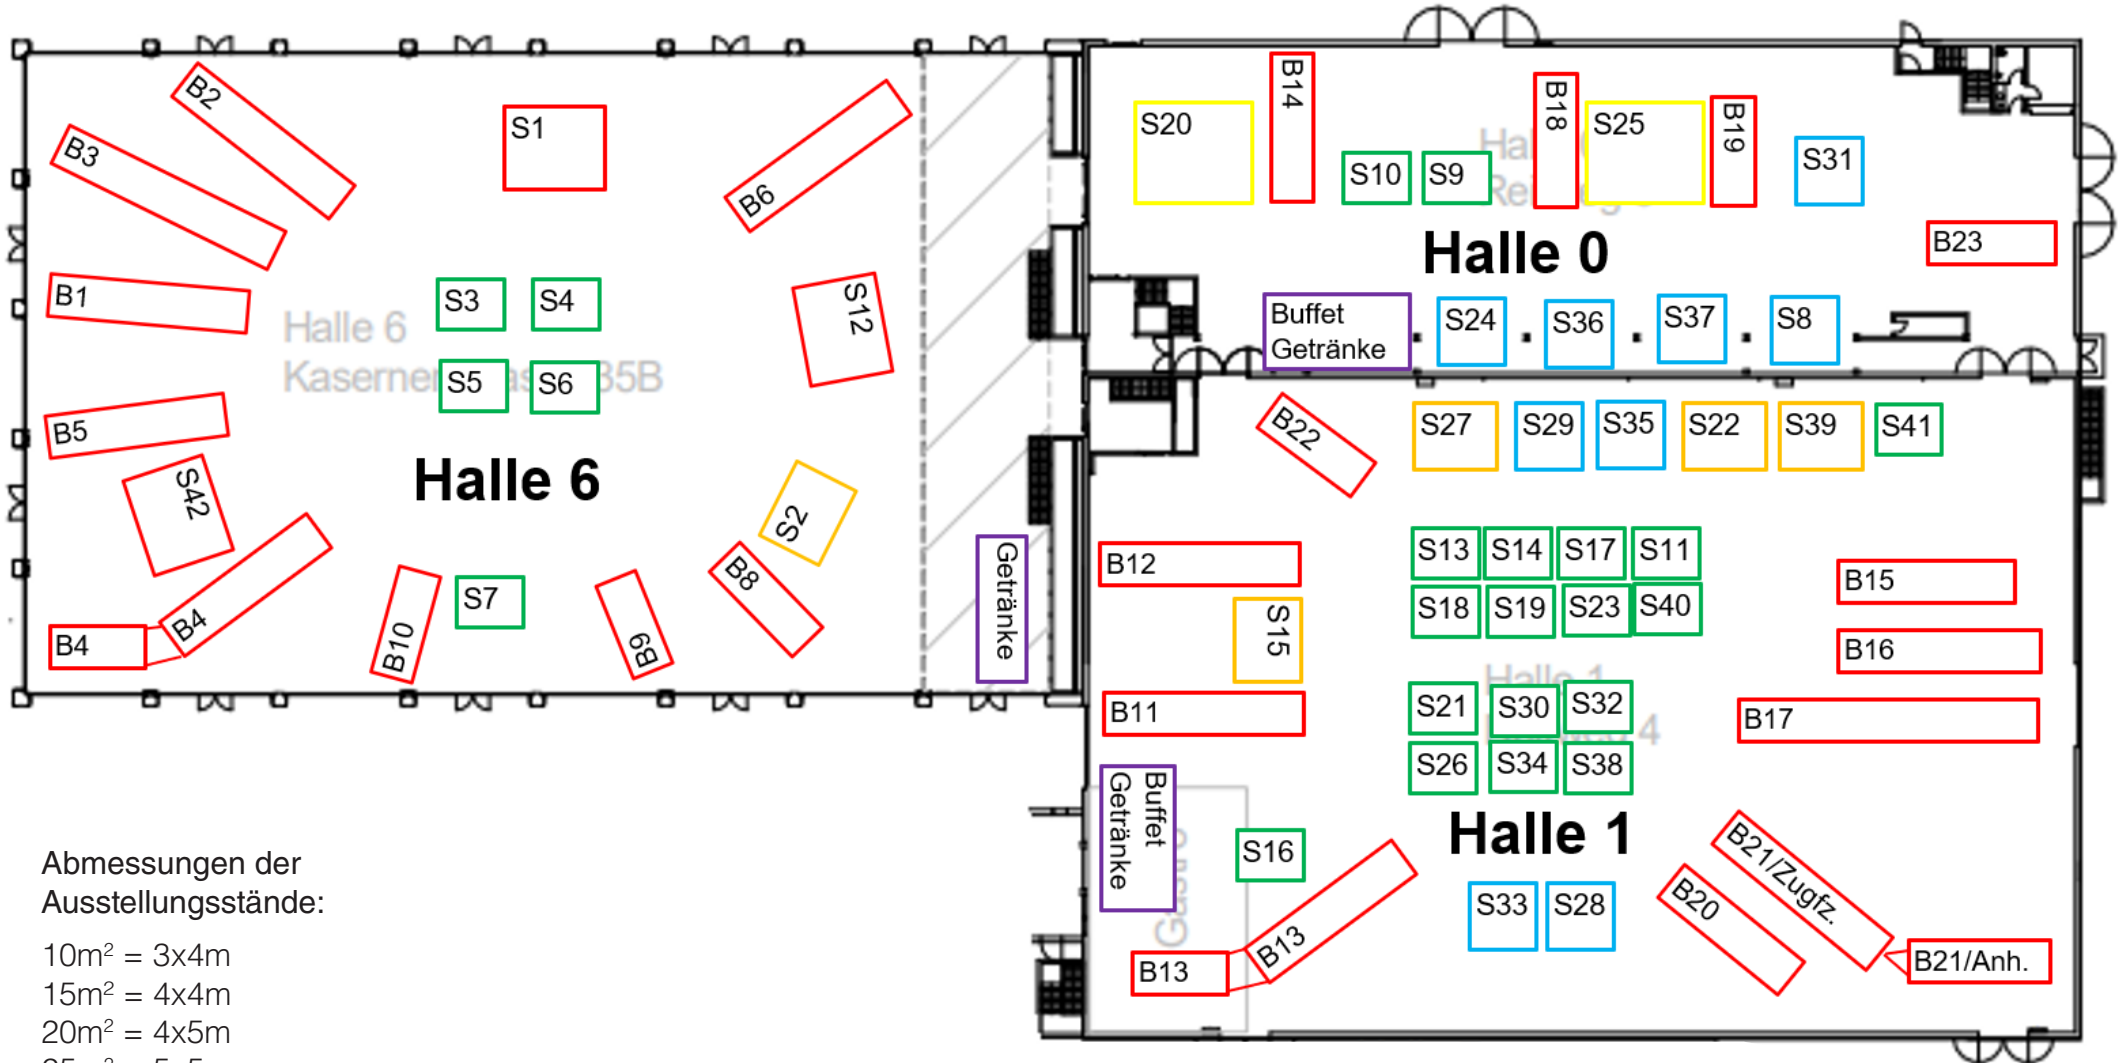 B2
B3
S1
B6
B1
Halle 6
S3
S4
S12
S5
S6
B5
S42
Halle 6
S2
B4
B4
B10
S7
B9
B8
Getränke
B14
S20
B18
S25
B19
S10
S9
S31
Halle 0
B23
Buffet
Getränke
S24
S36
S37
S8
B22
S27
S29
S35
S22
S39
S41
B12
S13
S14
S17
S11
S18
S19
S23
S40
B15
S15
B16
B11
S21
S30
S32
B17
S26
S34
S38
Buffet
Getränke
Halle 1
S16
B13
B13
S33
S28
B21/Zugfz.
B20
B21/Anh.
Abmessungen der
Ausstellungsstände:
10m² = 3x4m
15m² = 4x4m
20m² = 4x5m